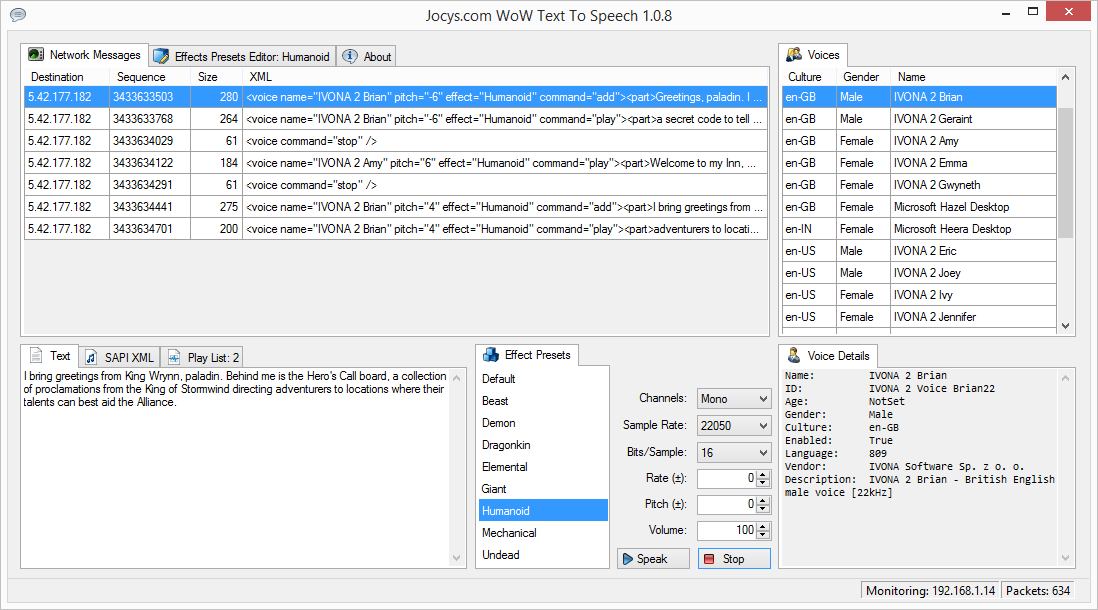 Jocys.com WoW Text To Speech 1.0.8
Network Messages Effects Presets Editor: Humanoid About
Destination Sequence Size XML
5.42.177.182 3433633503 280 <voice name="IVONA 2 Brian" pitch="-6" effect="Humanoid" command="add"><part>Greetings, paladin. I ...
5.42.177.182 3433633768 264 <voice name="IVONA 2 Brian" pitch="-6" effect="Humanoid" command="play"><part>a secret code to tell ...
5.42.177.182 3433634029 61 <voice command="stop" />
5.42.177.182 3433634122 184 <voice name="IVONA 2 Amy" pitch="6" effect="Humanoid" command="play"><part>Welcome to my Inn, ...
5.42.177.182 3433634291 61 <voice command="stop" />
5.42.177.182 3433634441 275 <voice name="IVONA 2 Brian" pitch="4" effect="Humanoid" command="add"><part>I bring greetings from ...
5.42.177.182 3433634701 200 <voice name="IVONA 2 Brian" pitch="4" effect="Humanoid" command="play"><part>adventurers to locati...
Voices
Culture Gender Name
en-GB Male IVONA 2 Brian
en-GB Male IVONA 2 Geraint
en-GB Female IVONA 2 Amy
en-GB Female IVONA 2 Emma
en-GB Female IVONA 2 Gwyneth
en-GB Female Microsoft Hazel Desktop
en-IN Female Microsoft Heera Desktop
en-US Male IVONA 2 Eric
en-US Male IVONA 2 Joey
en-US Female IVONA 2 Ivy
en-US Female IVONA 2 Jennifer
Text SAPI XML Play List: 2
I bring greetings from King Wrynn, paladin. Behind me is the Hero's Call board, a collection
of proclamations from the King of Stormwind directing adventurers to locations where their
talents can best aid the Alliance.
Effect Presets
Default
Beast
Demon
Dragonkin
Elemental
Giant
Humanoid
Mechanical
Undead
Channels: Mono
Sample Rate: 22050
Bits/Sample: 16
Rate (±): 0
Pitch (±): 0
Volume: 100
Speak Stop
Voice Details
Name: IVONA 2 Brian
ID: IVONA 2 Voice Brian22
Age: NotSet
Gender: Male
Culture: en-GB
Enabled: True
Language: 809
Vendor: IVONA Software Sp. z o. o.
Description: IVONA 2 Brian - British English
male voice [22kHz]
Monitoring: 192.168.1.14 Packets: 634